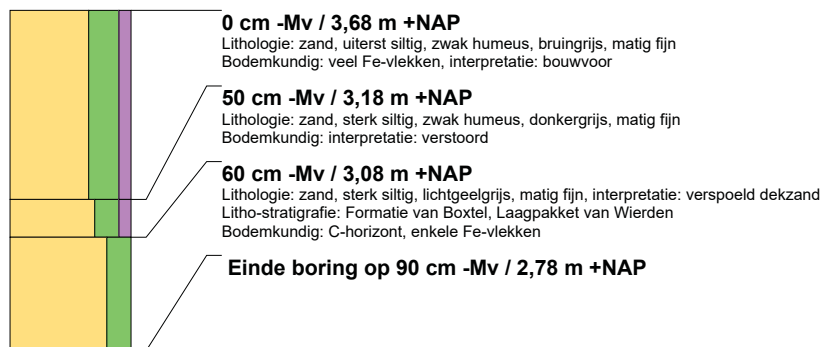 0 cm -Mv / 3,68 m +NAP
Lithologie: zand, uiterst siltig, zwak humeus, bruingrijs, matig fijn
Bodemkundig: veel Fe-vlekken, interpretatie: bouwvoor
50 cm -Mv / 3,18 m +NAP
Lithologie: zand, sterk siltig, zwak humeus, donkergrijs, matig fijn
Bodemkundig: interpretatie: verstoord
60 cm -Mv / 3,08 m +NAP
Lithologie: zand, sterk siltig, lichtgeelgrijs, matig fijn, interpretatie: verspoeld dekzand
Litho-stratigrafie: Formatie van Boxtel, Laagpakket van Wierden
Bodemkundig: C-horizont, enkele Fe-vlekken
Einde boring op 90 cm -Mv / 2,78 m +NAP